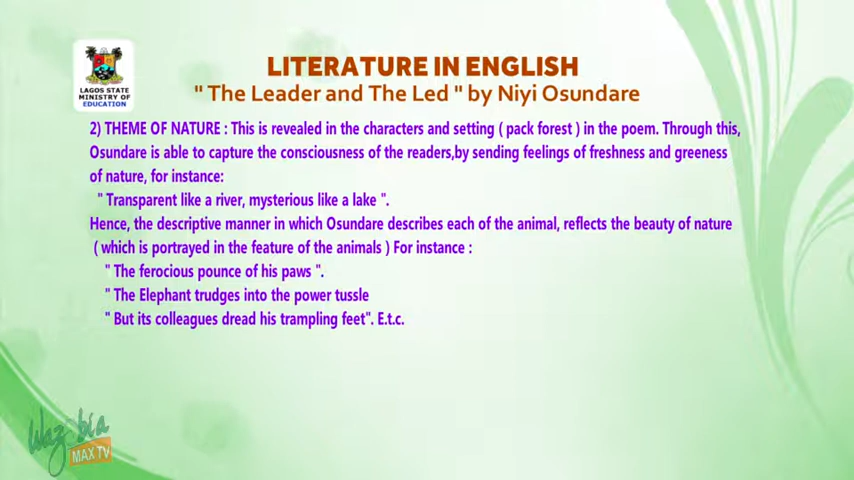 LAGOS STATE
MINISTRY OF
EDUCATION
LITERATURE IN ENGLISH
" The Leader and The Led " by Niyi Osundare
2) THEME OF NATURE : This is revealed in the characters and setting ( pack forest ) in the poem. Through this,
Osundare is able to capture the consciousness of the readers,by sending feelings of freshness and greeness
of nature, for instance:
" Transparent like a river, mysterious like a lake ".
Hence, the descriptive manner in which Osundare describes each of the animal, reflects the beauty of nature
( which is portrayed in the feature of the animals ) For instance :
" The ferocious pounce of his paws ".
" The Elephant trudges into the power tussle
" But its colleagues dread his trampling feet". E.t.c.
Wazobia
MAX TV